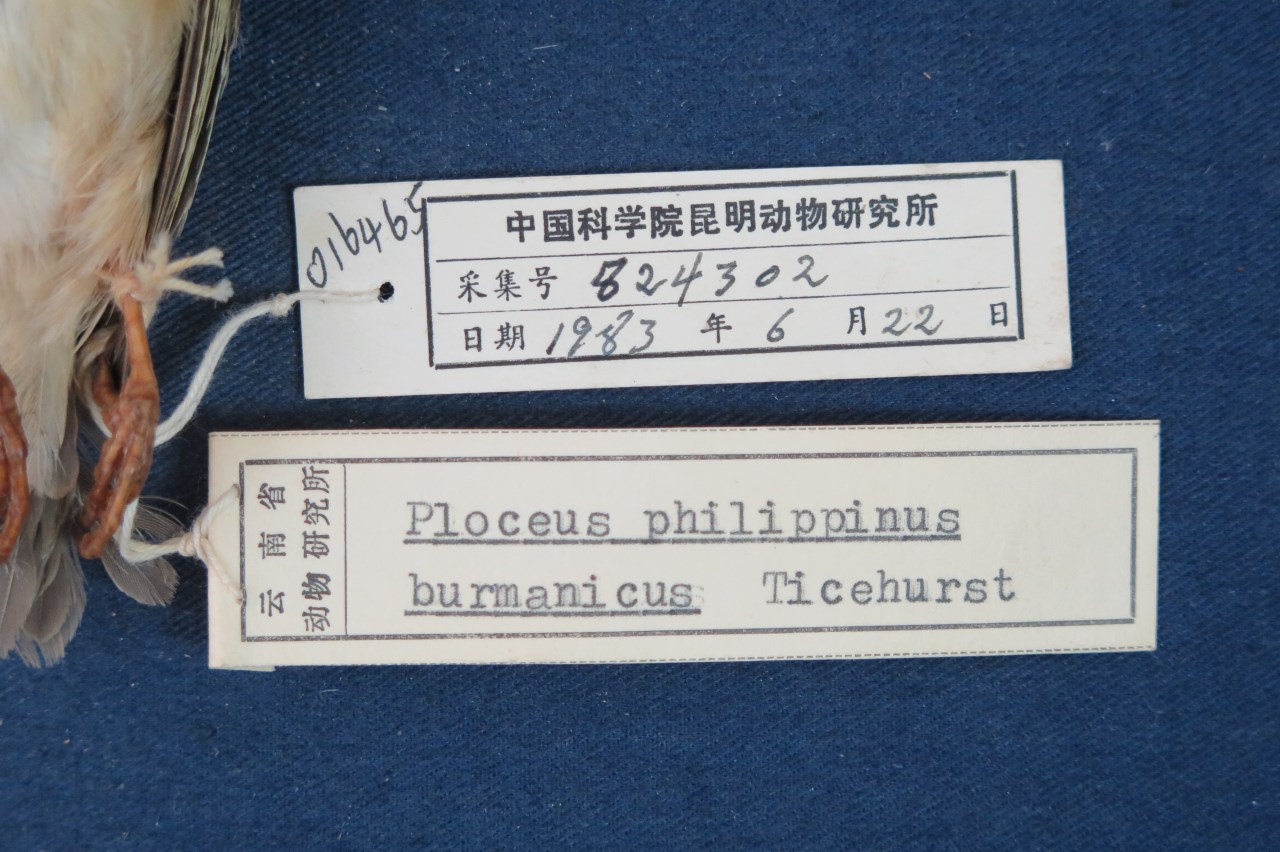 016465
中国科学院昆明动物研究所
采集号 824302
日期 1983 年 6 月 22 日
云南省
动物研究所
Ploceus philippinus
burmanicus Ticehurst